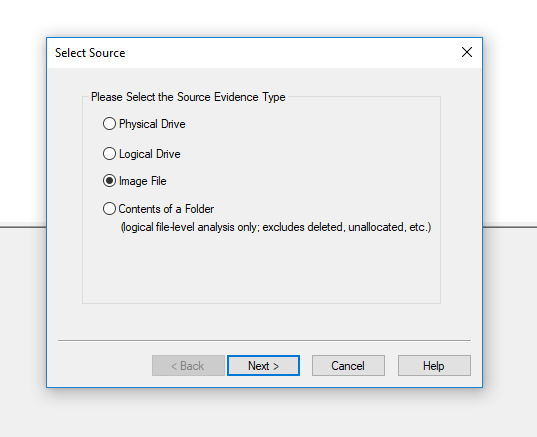 Select Source
Please Select the Source Evidence Type
Physical Drive
Logical Drive
Image File
Contents of a Folder
(logical file-level analysis only; excludes deleted, unallocated, etc.)
< Back
Next >
Cancel
Help